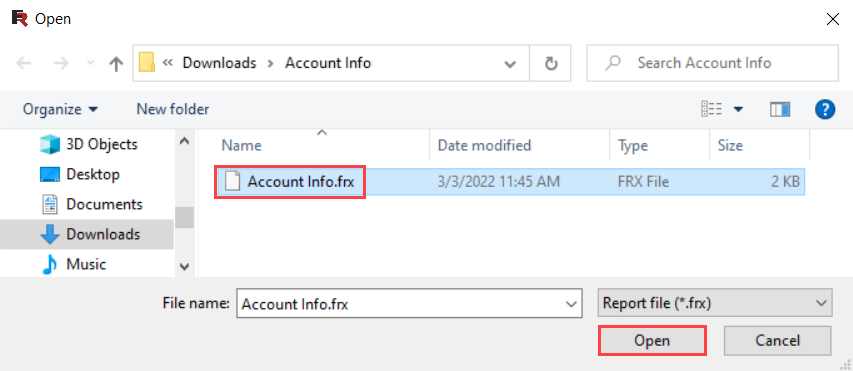 FR Open
« Downloads > Account Info
Search Account Info
Organize
New folder
?
Name
Date modified
Type
Size
3D Objects
Desktop
Documents
Downloads
Music
Account Info.frx
3/3/2022 11:45 AM
FRX File
2 KB
File name:
Account Info.frx
Report file (*.frx)
Open
Cancel